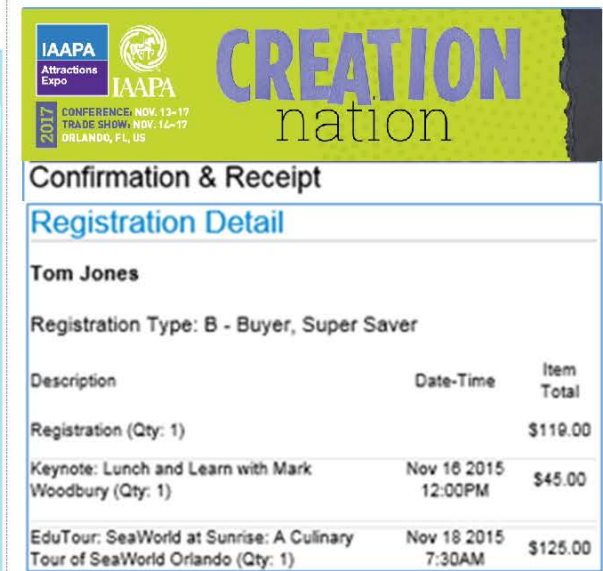 IAAPA
Attractions
Expo
IAAPA
2017
CONFERENCE: NOV. 13–17
TRADE SHOW: NOV. 14–17
ORLANDO, FL, US
CREATION
nation
Confirmation & Receipt
Registration Detail
Tom Jones
Registration Type: B - Buyer, Super Saver
Description Date-Time Item Total
Registration (Qty: 1) $119.00
Keynote: Lunch and Learn with Mark Woodbury (Qty: 1) Nov 16 2015 12:00PM $45.00
EduTour: SeaWorld at Sunrise: A Culinary Tour of SeaWorld Orlando (Qty: 1) Nov 18 2015 7:30AM $125.00